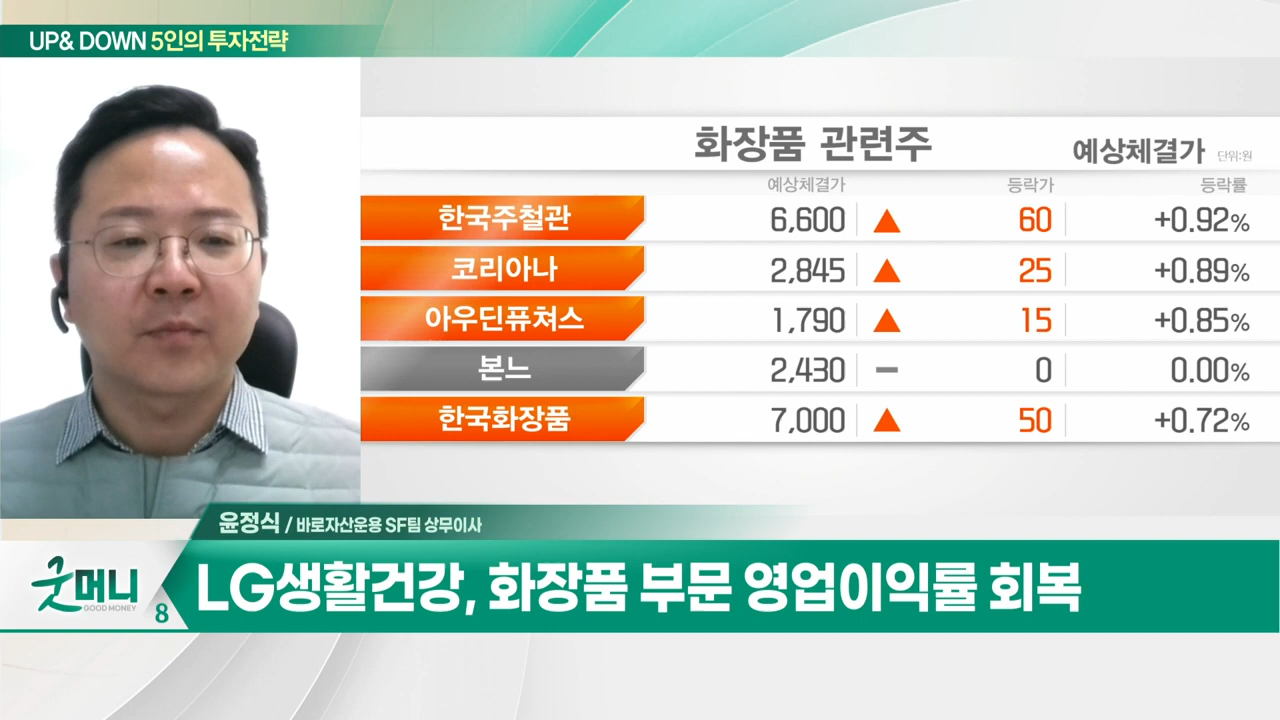 UP& DOWN 5인의 투자전략
화장품 관련주 예상체결가 단위:원
예상체결가 등락가 등락률
한국주철관 6,600 ▲ 60 +0.92%
코리아나 2,845 ▲ 25 +0.89%
아우딘퓨쳐스 1,790 ▲ 15 +0.85%
본느 2,430 - 0 0.00%
한국화장품 7,000 ▲ 50 +0.72%
윤정식 / 바로자산운용 SF팀 상무이사
LG생활건강, 화장품 부문 영업이익률 회복
굿머니
GOOD MONEY
8